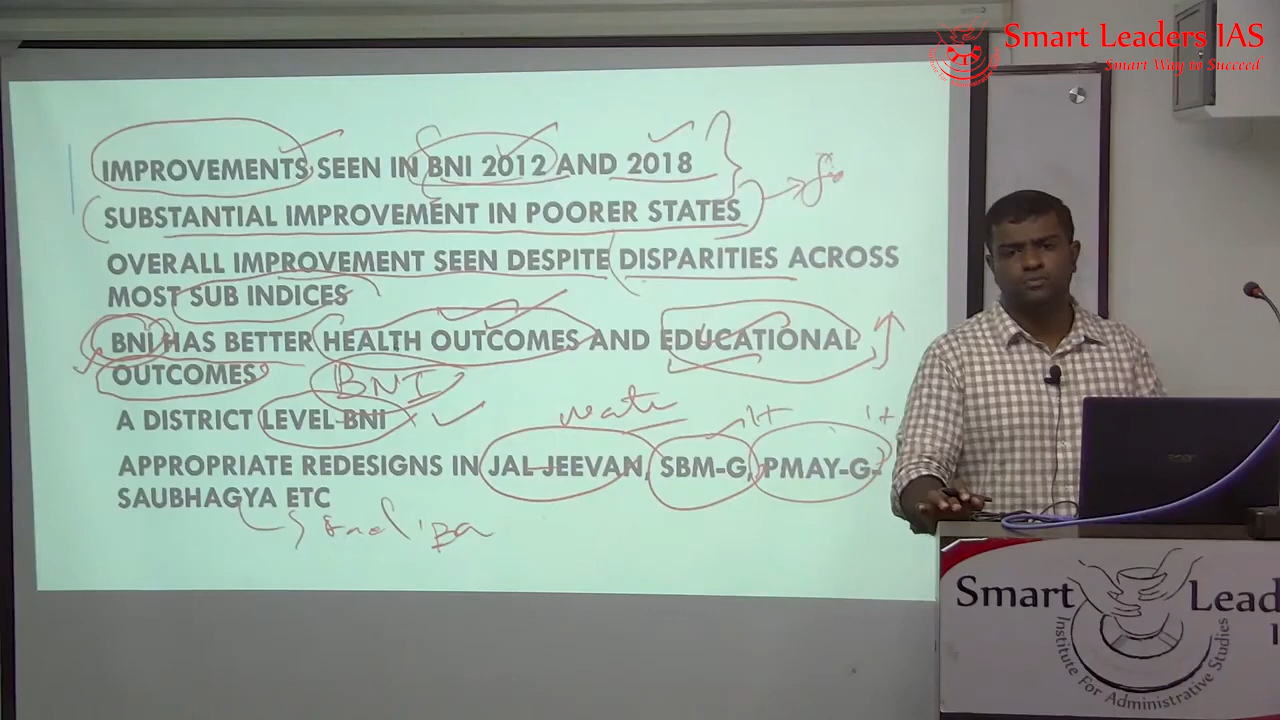 Smart Leaders IAS
Smart Way to Succeed
IMPROVEMENTS SEEN IN BNI 2012 AND 2018
SUBSTANTIAL IMPROVEMENT IN POORER STATES
OVERALL IMPROVEMENT SEEN DESPITE DISPARITIES ACROSS
MOST SUB INDICES
BNI HAS BETTER HEALTH OUTCOMES AND EDUCATIONAL
OUTCOMES
BNI
A DISTRICT LEVEL BNI
APPROPRIATE REDESIGNS IN JAL JEEVAN, SBM-G, PMAY-G,
SAUBHAGYA ETC
acer
Smart Lead
Institute For Administrative Studies